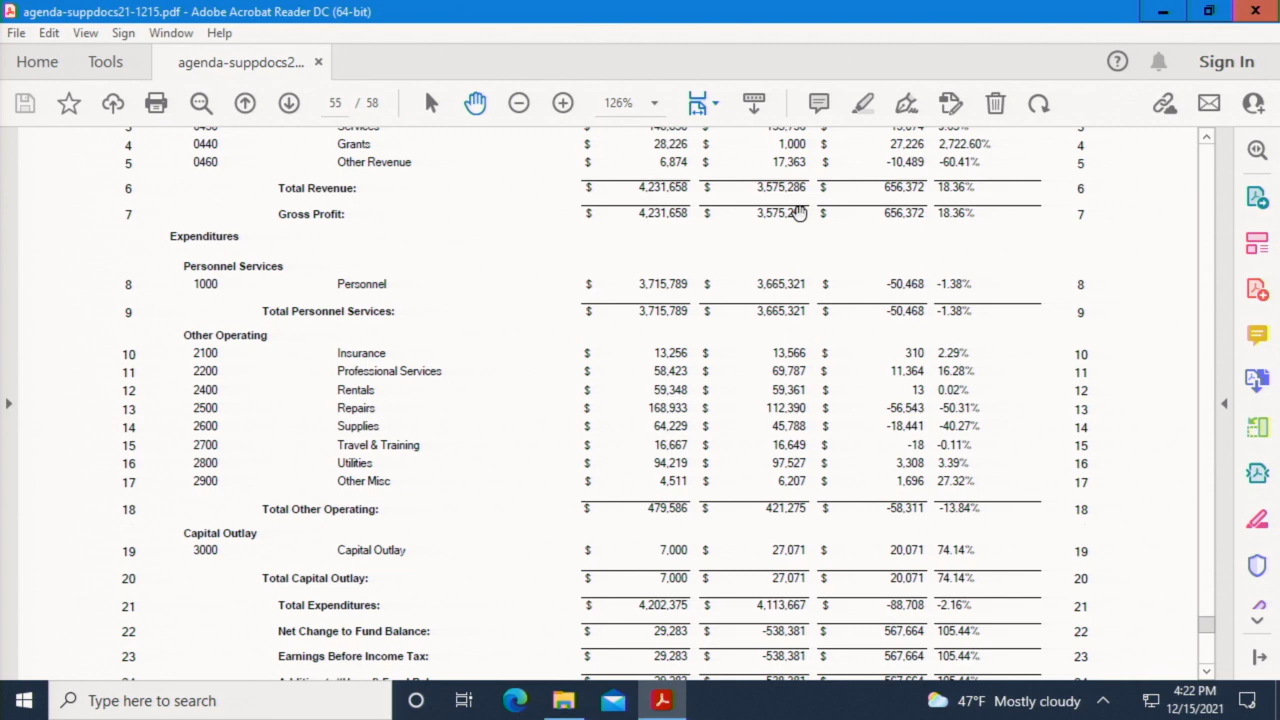 agenda-suppdocs21-1215.pdf - Adobe Acrobat Reader DC (64-bit)
File Edit View Sign Window Help
Home Tools agenda-suppdocs2... × ? Sign In
55 / 58 126%
4 0440 Grants $ 28,226 $ 1,000 $ 27,226 2,722.60% 4
5 0460 Other Revenue $ 6,874 $ 17,363 $ -10,489 -60.41% 5
6 Total Revenue: $ 4,231,658 $ 3,575,286 $ 656,372 18.36% 6
7 Gross Profit: $ 4,231,658 $ $ 656,372 18.36% 7
Expenditures
Personnel Services
8 1000 Personnel $ 3,715,789 $ 3,665,321 $ -50,468 -1.38% 8
9 Total Personnel Services: $ 3,715,789 $ 3,665,321 $ -50,468 -1.38% 9
Other Operating
10 2100 Insurance $ 13,256 $ 13,566 $ 310 2.29% 10
11 2200 Professional Services $ 58,423 $ 69,787 $ 11,364 16.28% 11
12 2400 Rentals $ 59,348 $ 59,361 $ 13 0.02% 12
13 2500 Repairs $ 168,933 $ 112,390 $ -56,543 -50.31% 13
14 2600 Supplies $ 64,229 $ 45,788 $ -18,441 -40.27% 14
15 2700 Travel & Training $ 16,667 $ 16,649 $ -18 -0.11% 15
16 2800 Utilities $ 94,219 $ 97,527 $ 3,308 3.39% 16
17 2900 Other Misc $ 4,511 $ 6,207 $ 1,696 27.32% 17
18 Total Other Operating: $ 479,586 $ 421,275 $ -58,311 -13.84% 18
Capital Outlay
19 3000 Capital Outlay $ 7,000 $ 27,071 $ 20,071 74.14% 19
20 Total Capital Outlay: $ 7,000 $ 27,071 $ 20,071 74.14% 20
21 Total Expenditures: $ 4,202,375 $ 4,113,667 $ -88,708 -2.16% 21
22 Net Change to Fund Balance: $ 29,283 $ -538,381 $ 567,664 105.44% 22
23 Earnings Before Income Tax: $ 29,283 $ -538,381 $ 567,664 105.44% 23
Type here to search 47°F Mostly cloudy 4:22 PM
12/15/2021